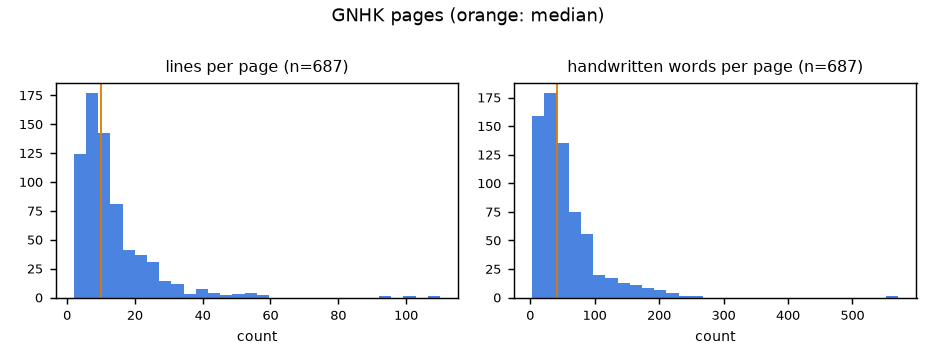 GNHK pages (orange: median)
lines per page (n=687)
175
150
125
100
75
50
25
0
0 20 40 60 80 100
count
handwritten words per page (n=687)
175
150
125
100
75
50
25
0
0 100 200 300 400 500
count